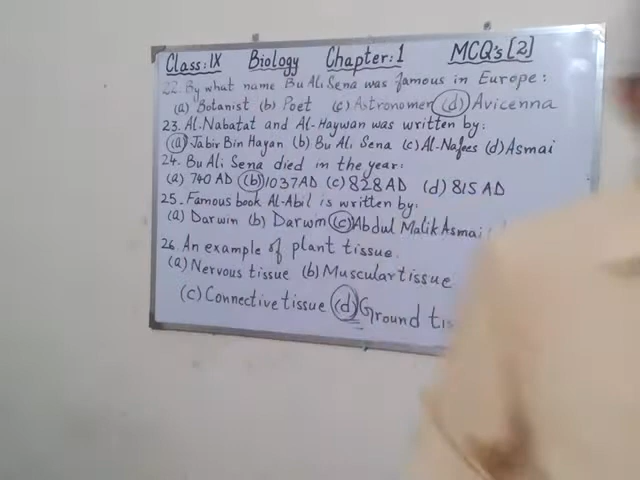 Class: IX Biology Chapter: 1 MCQ's [2]
22. By what name Bu Ali Sena was famous in Europe:
(a) Botanist (b) Poet (c) Astronomer (d) Avicenna
23. Al-Nabatat and Al-Haywan was written by:
(a) Jabir Bin Hayan (b) Bu Ali Sena (c) Al-Nafees (d) Asmai
24. Bu Ali Sena died in the year:
(a) 740 AD (b) 1037 AD (c) 828 AD (d) 815 AD
25. Famous book Al-Abil is written by:
(a) Darwin (b) Darwin (c) Abdul Malik Asmai
26. An example of plant tissue.
(a) Nervous tissue (b) Muscular tissue
(c) Connective tissue (d) Ground tis